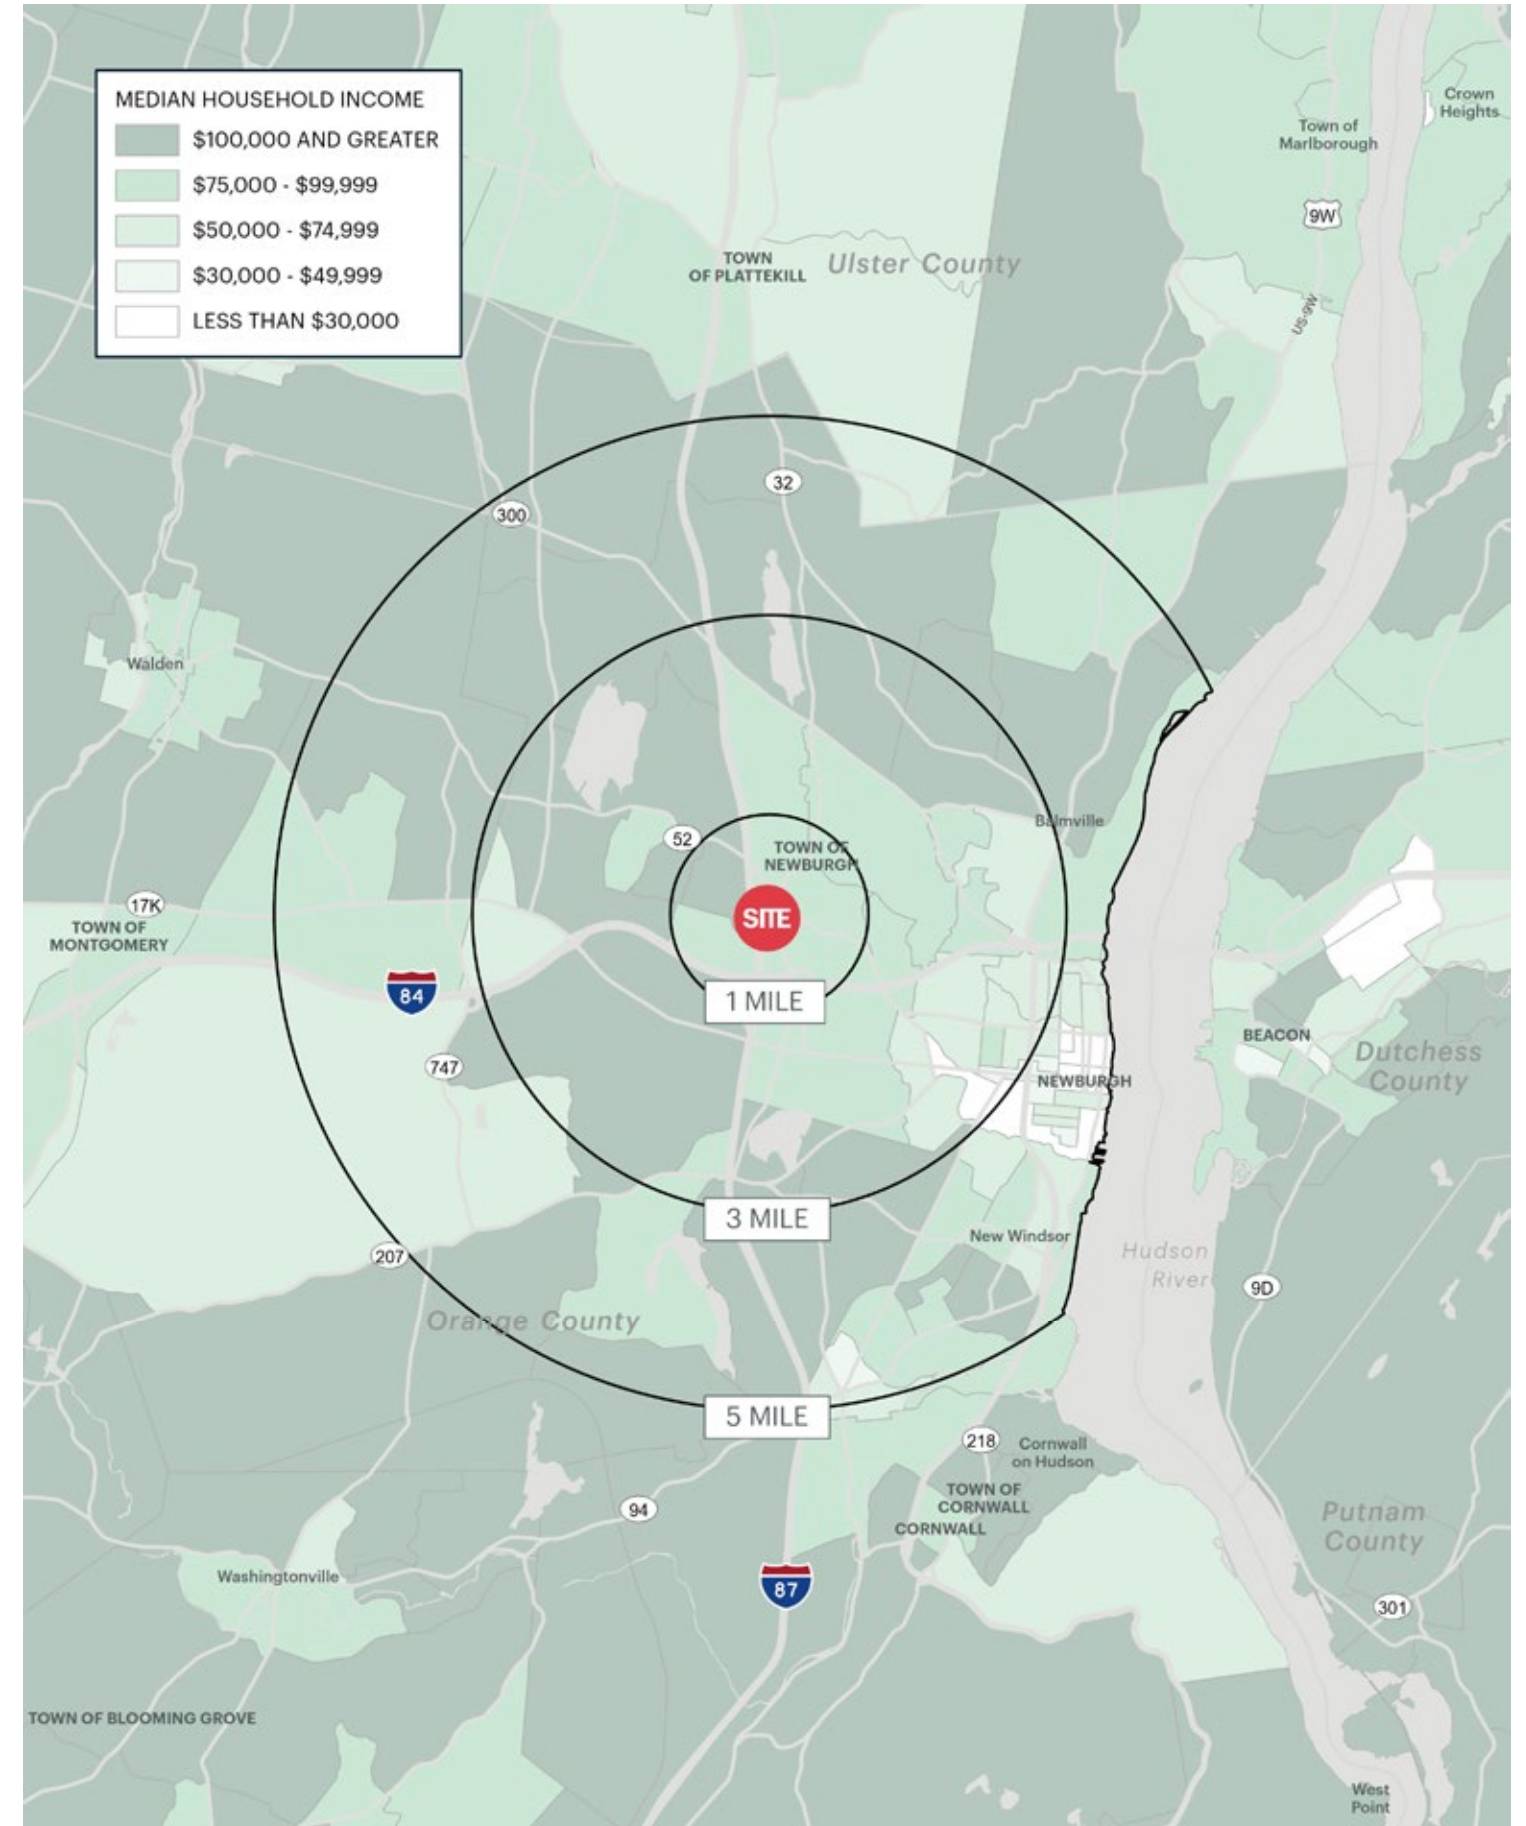 MEDIAN HOUSEHOLD INCOME
$100,000 AND GREATER
$75,000 - $99,999
$50,000 - $74,999
$30,000 - $49,999
LESS THAN $30,000
Crown
Heights
Town of
Marlborough
9W
TOWN
OF PLATTEKILL
Ulster County
US-9W
32
300
Walden
52
Balmville
TOWN OF
NEWBURGH
17K
TOWN OF
MONTGOMERY
SITE
84
1 MILE
BEACON
Dutchess
County
747
NEWBURGH
3 MILE
New Windsor
Hudson
River
207
9D
Orange County
5 MILE
218
Cornwall
on Hudson
TOWN OF
CORNWALL
94
CORNWALL
Putnam
County
Washingtonville
87
301
TOWN OF BLOOMING GROVE
West
Point